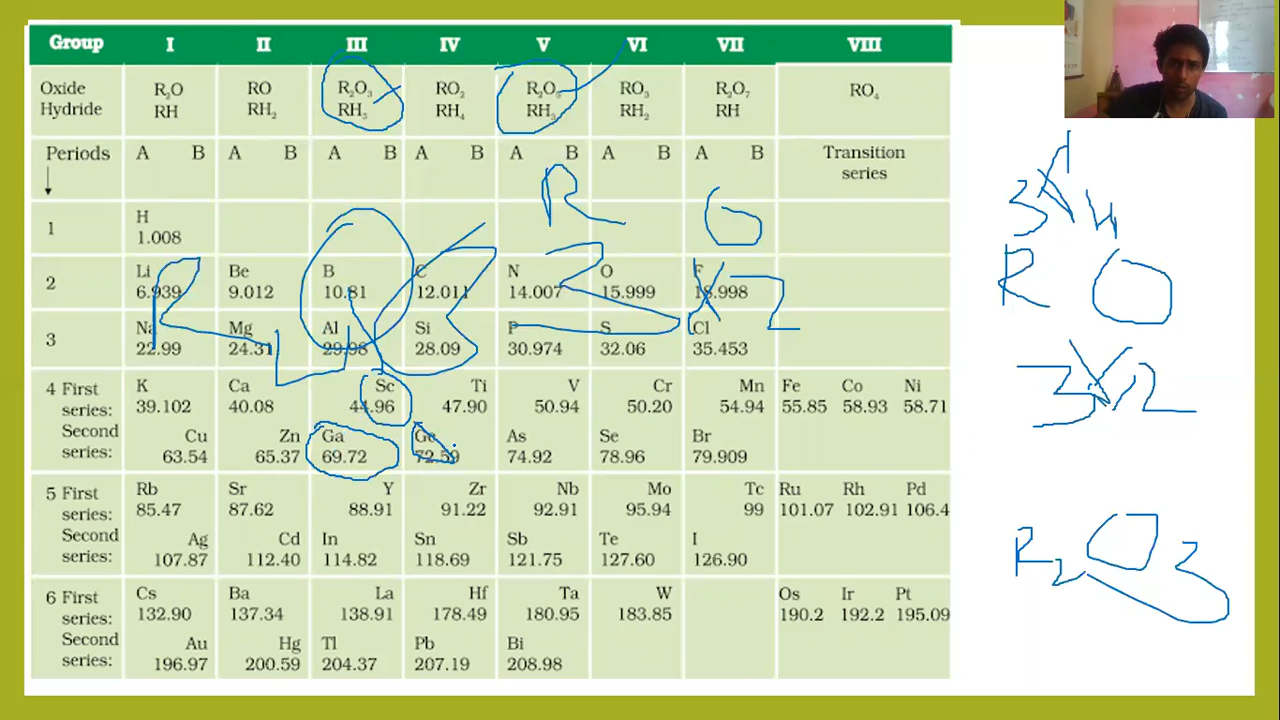 Group I II III IV V VI VII VIII
Oxide R₂O RO R₂O₃ RO₂ R₂O₅ RO₃ R₂O₇ RO₄
Hydride RH RH₂ RH₃ RH₄ RH₃ RH₂ RH
Periods A B A B A B A B A B A B A B Transition
↓ series
1 H
1.008
2 Li Be B C N O F
6.939 9.012 10.81 12.011 14.007 15.999 18.998
3 Na Mg Al Si P S Cl
22.99 24.31 29.98 28.09 30.974 32.06 35.453
4 First K Ca Sc Ti V Cr Mn Fe Co Ni
series: 39.102 40.08 44.96 47.90 50.94 50.20 54.94 55.85 58.93 58.71
Second Cu Zn Ga Ge As Se Br
series: 63.54 65.37 69.72 72.59 74.92 78.96 79.909
5 First Rb Sr Y Zr Nb Mo Tc Ru Rh Pd
series: 85.47 87.62 88.91 91.22 92.91 95.94 99 101.07 102.91 106.4
Second Ag Cd In Sn Sb Te I
series: 107.87 112.40 114.82 118.69 121.75 127.60 126.90
6 First Cs Ba La Hf Ta W Os Ir Pt
series: 132.90 137.34 138.91 178.49 180.95 183.85 190.2 192.2 195.09
Second Au Hg Tl Pb Bi
series: 196.97 200.59 204.37 207.19 208.98
R O
X 2
R O
3 2
R₂O₃